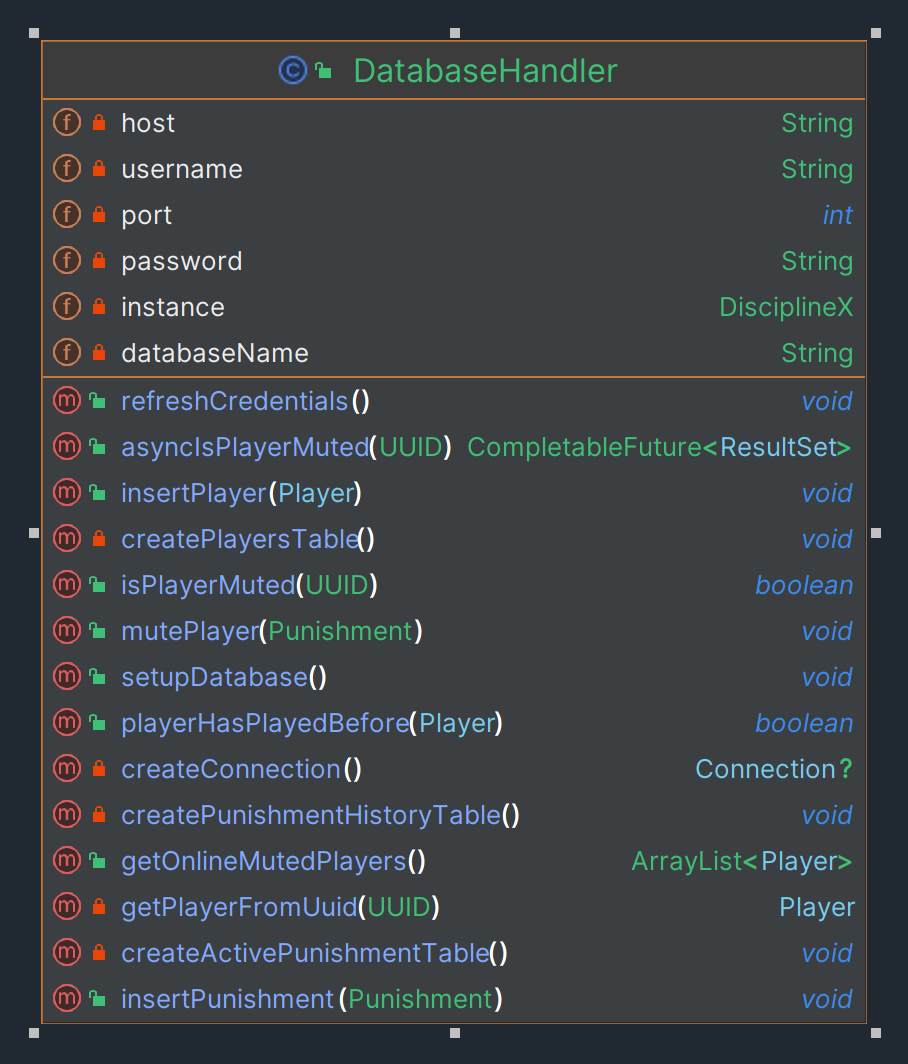 C DatabaseHandler
f host String
f username String
f port int
f password String
f instance DisciplineX
f databaseName String
m refreshCredentials() void
m asyncIsPlayerMuted(UUID) CompletableFuture<ResultSet>
m insertPlayer(Player) void
m createPlayersTable() void
m isPlayerMuted(UUID) boolean
m mutePlayer(Punishment) void
m setupDatabase() void
m playerHasPlayedBefore(Player) boolean
m createConnection() Connection?
m createPunishmentHistoryTable() void
m getOnlineMutedPlayers() ArrayList<Player>
m getPlayerFromUuid(UUID) Player
m createActivePunishmentTable() void
m insertPunishment(Punishment) void